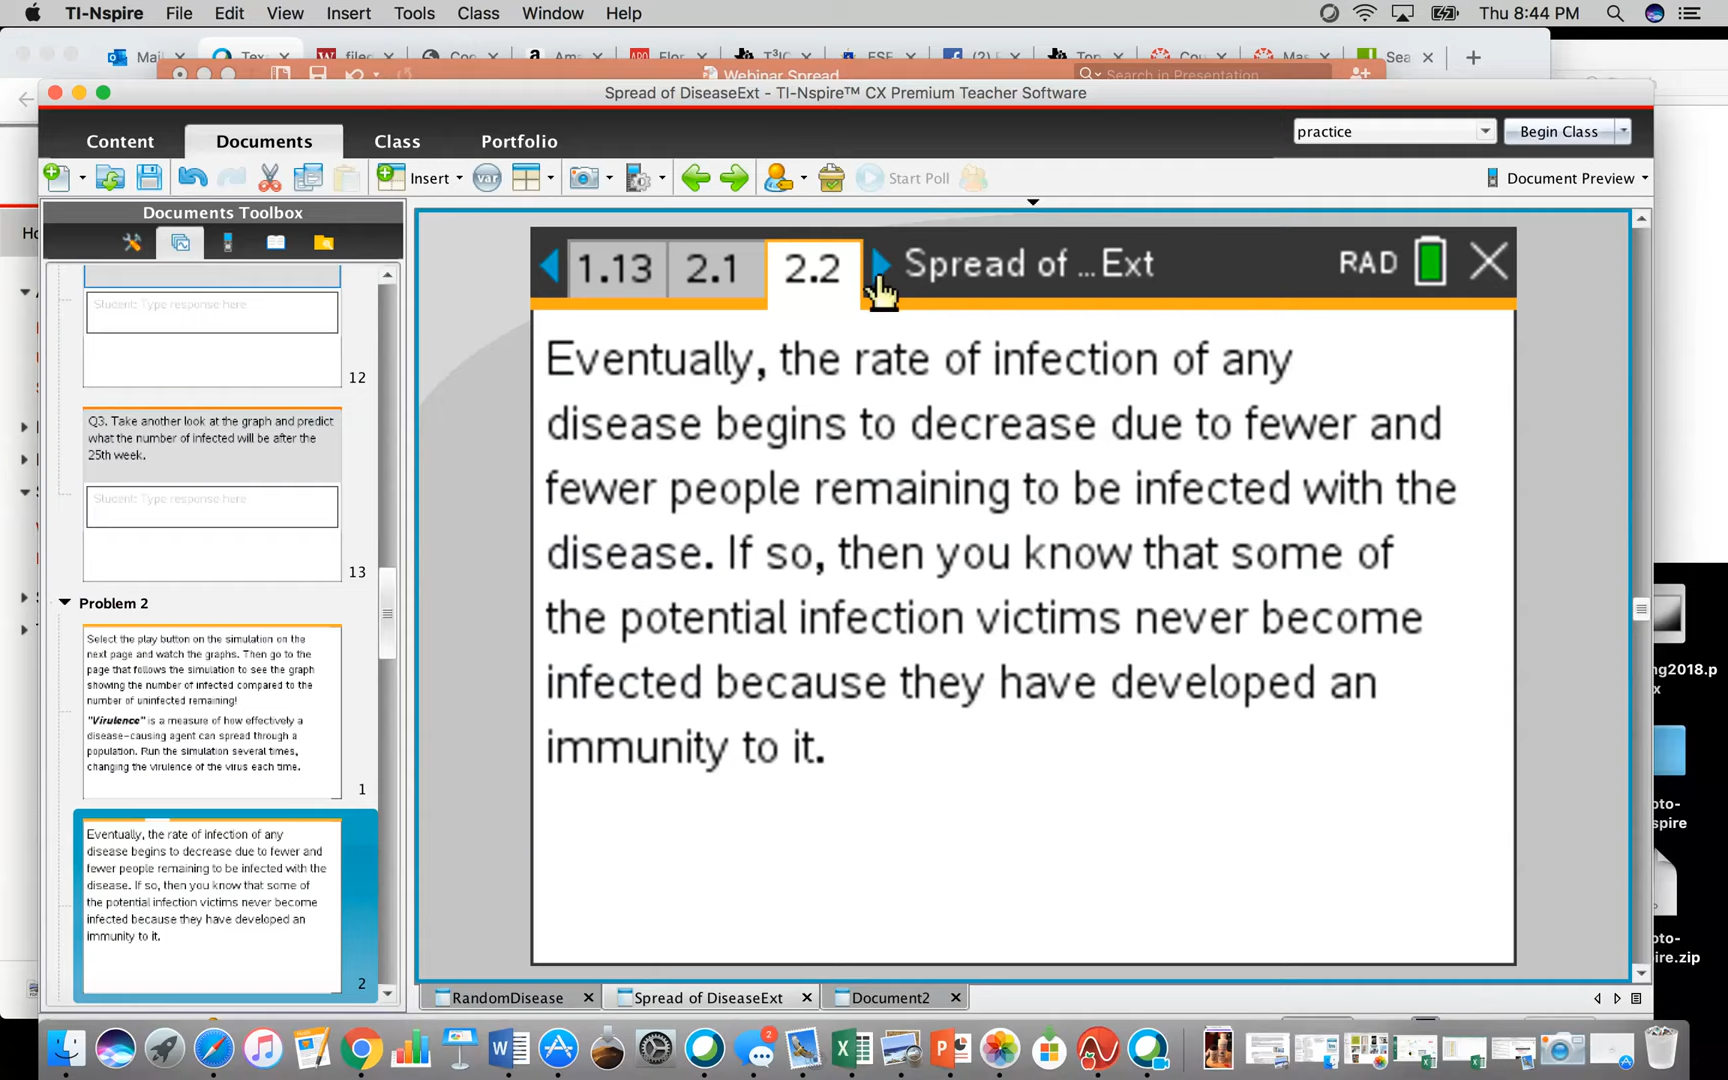 TI-Nspire File Edit View Insert Tools Class Window Help Thu 8:44 PM
Webinar Spread
Search in Presentation
Spread of DiseaseExt - TI-Nspire™ CX Premium Teacher Software
Content Documents Class Portfolio
practice
Begin Class
Insert
var
Start Poll
Document Preview
Documents Toolbox
Student: Type response here
12
Q3. Take another look at the graph and predict
what the number of infected will be after the
25th week.
Student: Type response here
13
Problem 2
Select the play button on the simulation on the
next page and watch the graphs. Then go to the
page that follows the simulation to see the graph
showing the number of infected compared to the
number of uninfected remaining!
"Virulence" is a measure of how effectively a
disease-causing agent can spread through a
population. Run the simulation several times,
changing the virulence of the virus each time.
1
Eventually, the rate of infection of any
disease begins to decrease due to fewer and
fewer people remaining to be infected with the
disease. If so, then you know that some of
the potential infection victims never become
infected because they have developed an
immunity to it.
2
1.13 2.1 2.2 Spread of ...Ext RAD
Eventually, the rate of infection of any
disease begins to decrease due to fewer and
fewer people remaining to be infected with the
disease. If so, then you know that some of
the potential infection victims never become
infected because they have developed an
immunity to it.
RandomDisease Spread of DiseaseExt Document2